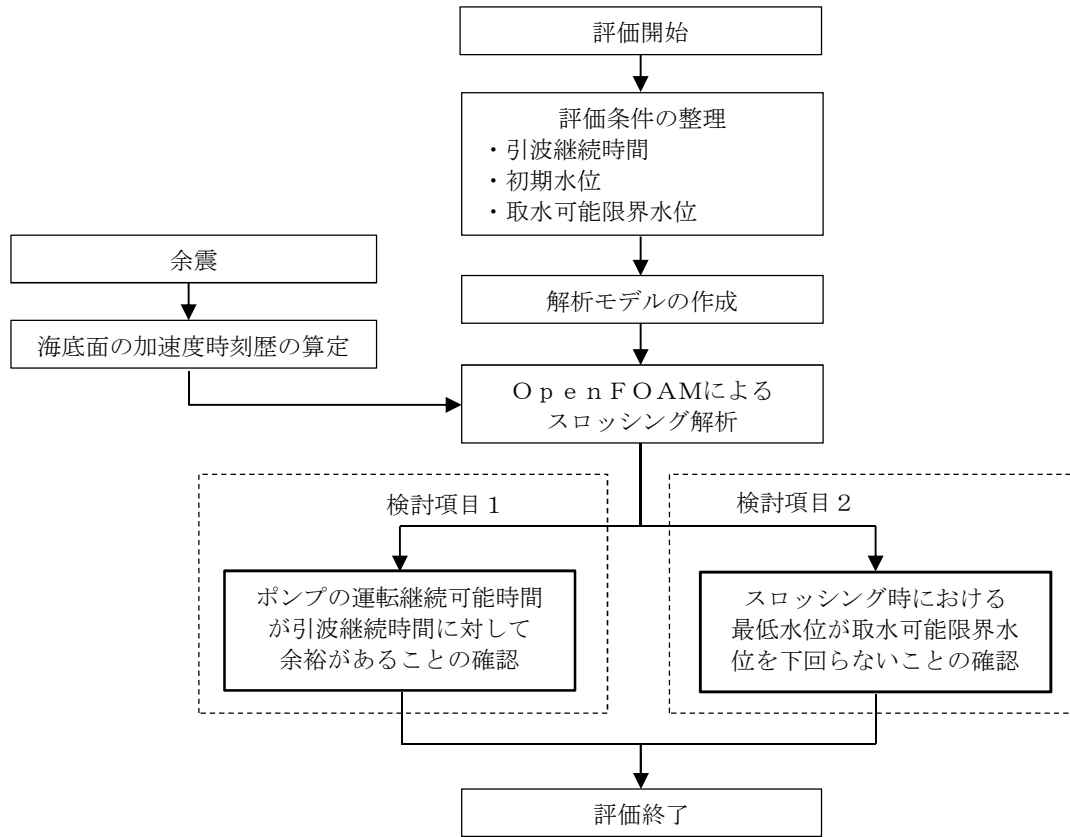 評価開始
評価条件の整理
・引波継続時間
・初期水位
・取水可能限界水位
余震
解析モデルの作成
海底面の加速度時刻歴の算定
ＯｐｅｎＦＯＡＭによる
スロッシング解析
検討項目１
検討項目２
ポンプの運転継続可能時間
が引波継続時間に対して
余裕があることの確認
スロッシング時における
最低水位が取水可能限界水
位を下回らないことの確認
評価終了